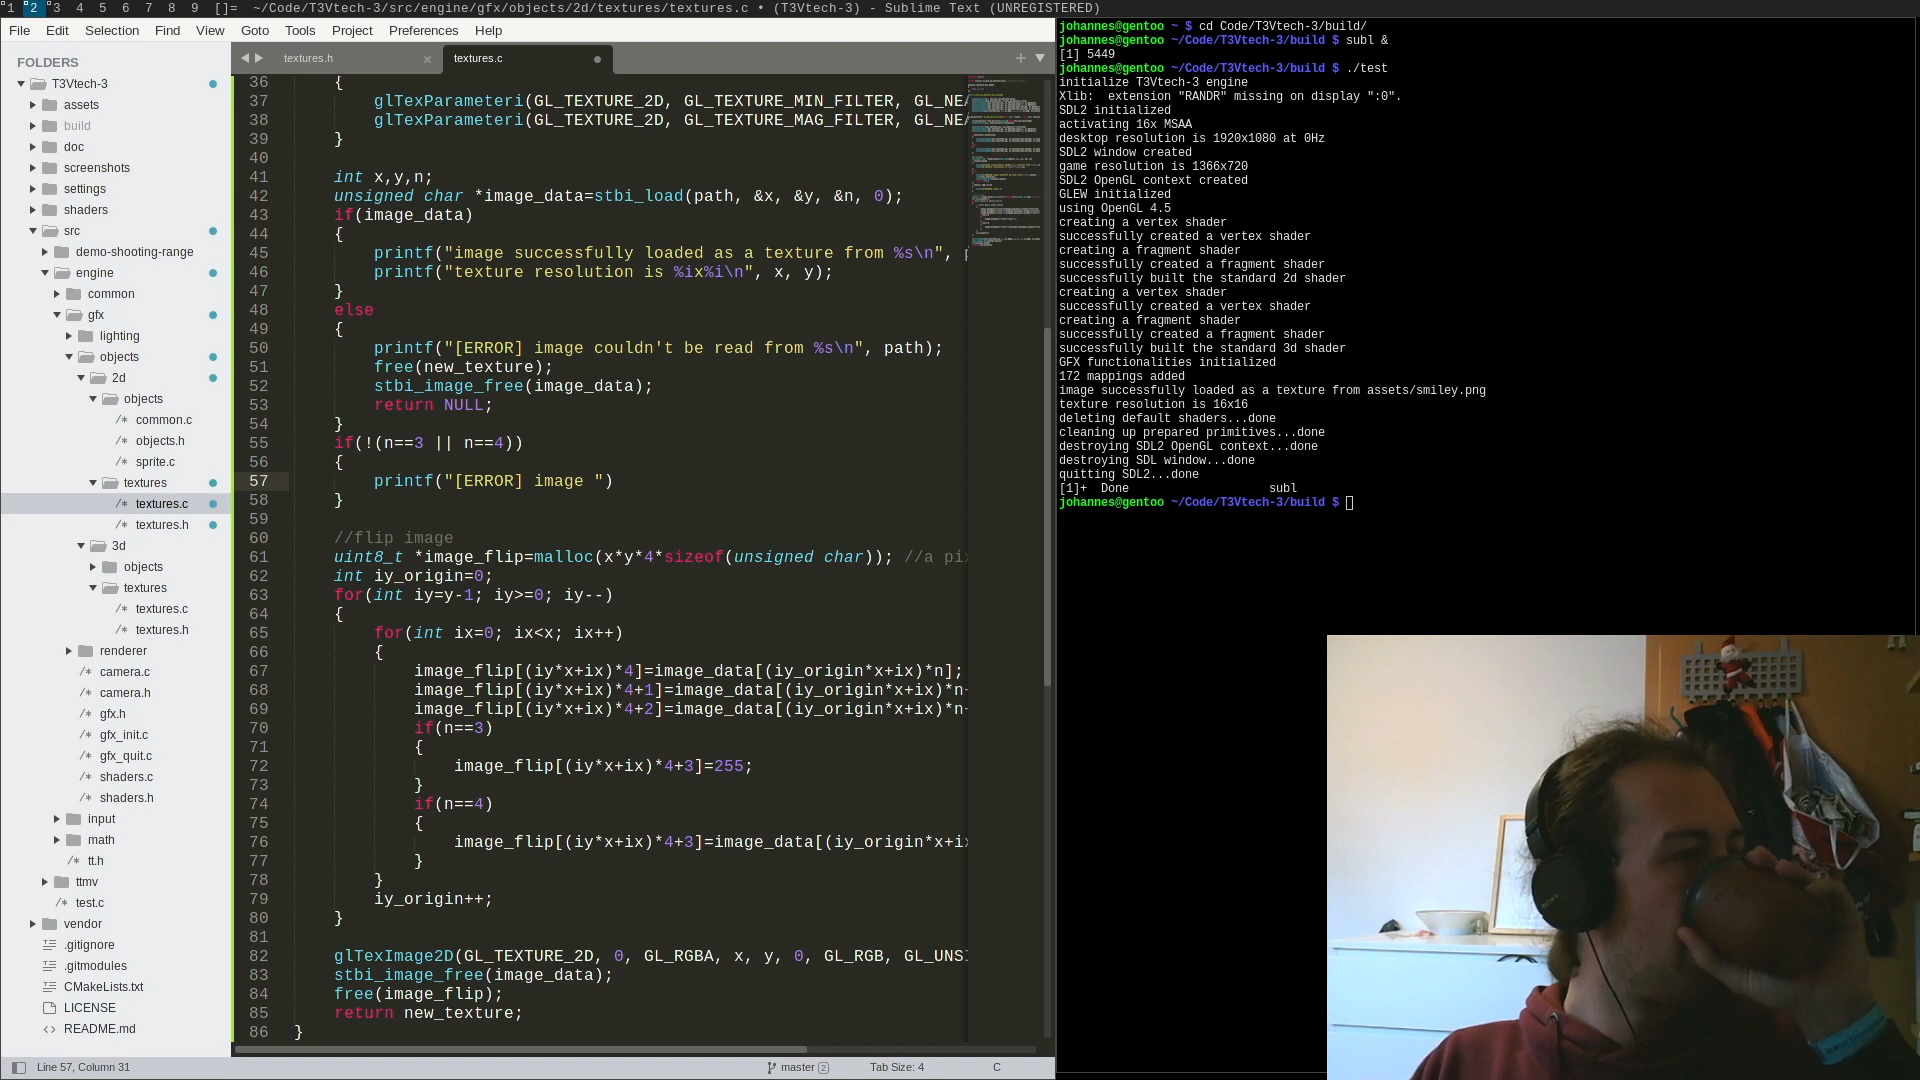 1 2 3 4 5 6 7 8 9 []= ~/Code/T3Vtech-3/src/engine/gfx/objects/2d/textures/textures.c • (T3Vtech-3) - Sublime Text (UNREGISTERED)
File Edit Selection Find View Goto Tools Project Preferences Help
FOLDERS
T3Vtech-3
assets
build
doc
screenshots
settings
shaders
src
demo-shooting-range
engine
common
gfx
lighting
objects
2d
objects
/* common.c
/* objects.h
/* sprite.c
textures
/* textures.c
/* textures.h
3d
objects
textures
/* textures.c
/* textures.h
renderer
/* camera.c
/* camera.h
/* gfx.h
/* gfx_init.c
/* gfx_quit.c
/* shaders.c
/* shaders.h
input
math
/* tt.h
ttmv
/* test.c
vendor
.gitignore
.gitmodules
CMakeLists.txt
LICENSE
<> README.md
textures.h × textures.c
36 {
37 glTexParameteri(GL_TEXTURE_2D, GL_TEXTURE_MIN_FILTER, GL_NEA
38 glTexParameteri(GL_TEXTURE_2D, GL_TEXTURE_MAG_FILTER, GL_NEA
39 }
40
41 int x,y,n;
42 unsigned char *image_data=stbi_load(path, &x, &y, &n, 0);
43 if(image_data)
44 {
45 printf("image successfully loaded as a texture from %s\n", p
46 printf("texture resolution is %ix%i\n", x, y);
47 }
48 else
49 {
50 printf("[ERROR] image couldn't be read from %s\n", path);
51 free(new_texture);
52 stbi_image_free(image_data);
53 return NULL;
54 }
55 if(!(n==3 || n==4))
56 {
57 printf("[ERROR] image ")
58 }
59
60 //flip image
61 uint8_t *image_flip=malloc(x*y*4*sizeof(unsigned char)); //a pix
62 int iy_origin=0;
63 for(int iy=y-1; iy>=0; iy--)
64 {
65 for(int ix=0; ix<x; ix++)
66 {
67 image_flip[(iy*x+ix)*4]=image_data[(iy_origin*x+ix)*n];
68 image_flip[(iy*x+ix)*4+1]=image_data[(iy_origin*x+ix)*n+
69 image_flip[(iy*x+ix)*4+2]=image_data[(iy_origin*x+ix)*n+
70 if(n==3)
71 {
72 image_flip[(iy*x+ix)*4+3]=255;
73 }
74 if(n==4)
75 {
76 image_flip[(iy*x+ix)*4+3]=image_data[(iy_origin*x+ix
77 }
78 }
79 iy_origin++;
80 }
81
82 glTexImage2D(GL_TEXTURE_2D, 0, GL_RGBA, x, y, 0, GL_RGB, GL_UNSI
83 stbi_image_free(image_data);
84 free(image_flip);
85 return new_texture;
86 }
Line 57, Column 31 master 2 Tab Size: 4 C
johannes@gentoo ~ $ cd Code/T3Vtech-3/build/
johannes@gentoo ~/Code/T3Vtech-3/build $ subl &
[1] 5449
johannes@gentoo ~/Code/T3Vtech-3/build $ ./test
initialize T3Vtech-3 engine
Xlib:  extension "RANDR" missing on display ":0".
SDL2 initialized
activating 16x MSAA
desktop resolution is 1920x1080 at 0Hz
SDL2 window created
game resolution is 1366x720
SDL2 OpenGL context created
GLEW initialized
using OpenGL 4.5
creating a vertex shader
successfully created a vertex shader
creating a fragment shader
successfully created a fragment shader
successfully built the standard 2d shader
creating a vertex shader
successfully created a vertex shader
creating a fragment shader
successfully created a fragment shader
successfully built the standard 3d shader
GFX functionalities initialized
172 mappings added
image successfully loaded as a texture from assets/smiley.png
texture resolution is 16x16
deleting default shaders...done
cleaning up prepared primitives...done
destroying SDL2 OpenGL context...done
destroying SDL window...done
quitting SDL2...done
[1]+  Done                    subl
johannes@gentoo ~/Code/T3Vtech-3/build $